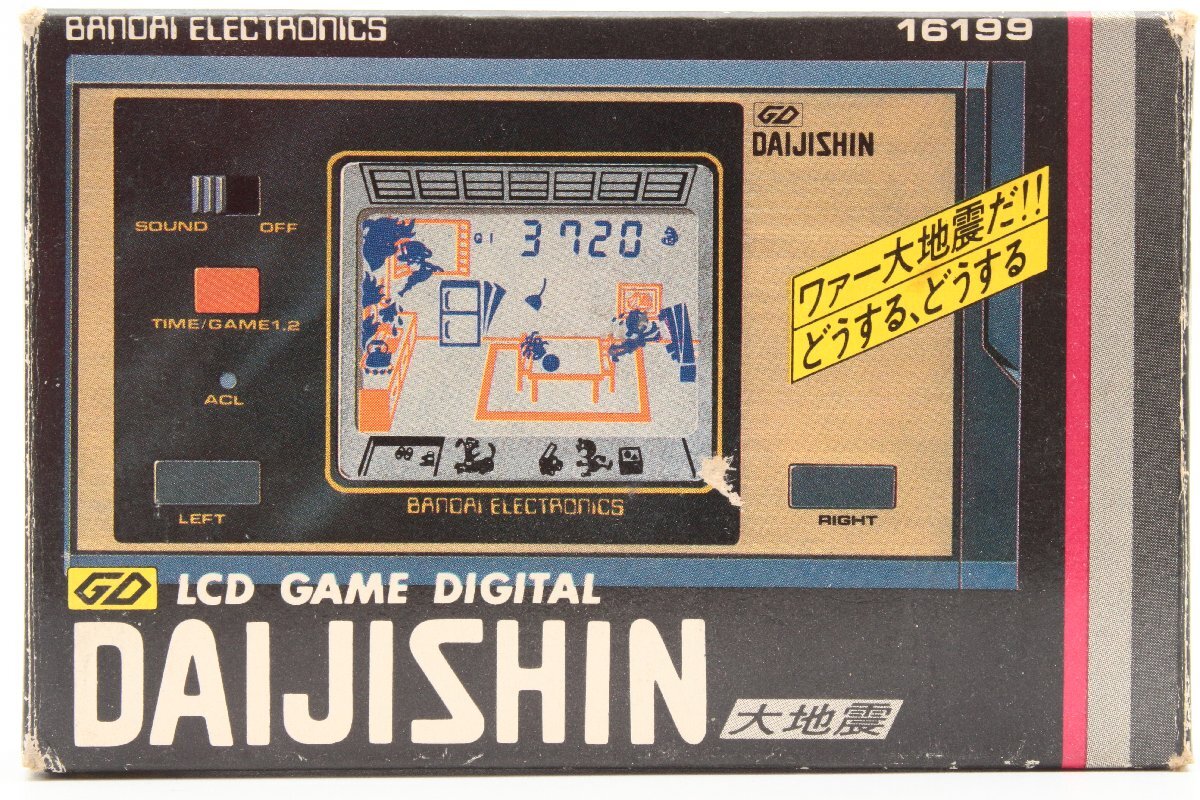 BANDAI ELECTRONICS
16199
GD
DAIJISHIN
G1 3720
SOUND OFF
TIME/GAME1.2
ACL
LEFT
BANDAI ELECTRONICS
RIGHT
ワァー大地震だ!!
どうする、どうする
GD LCD GAME DIGITAL
DAIJISHIN
大地震